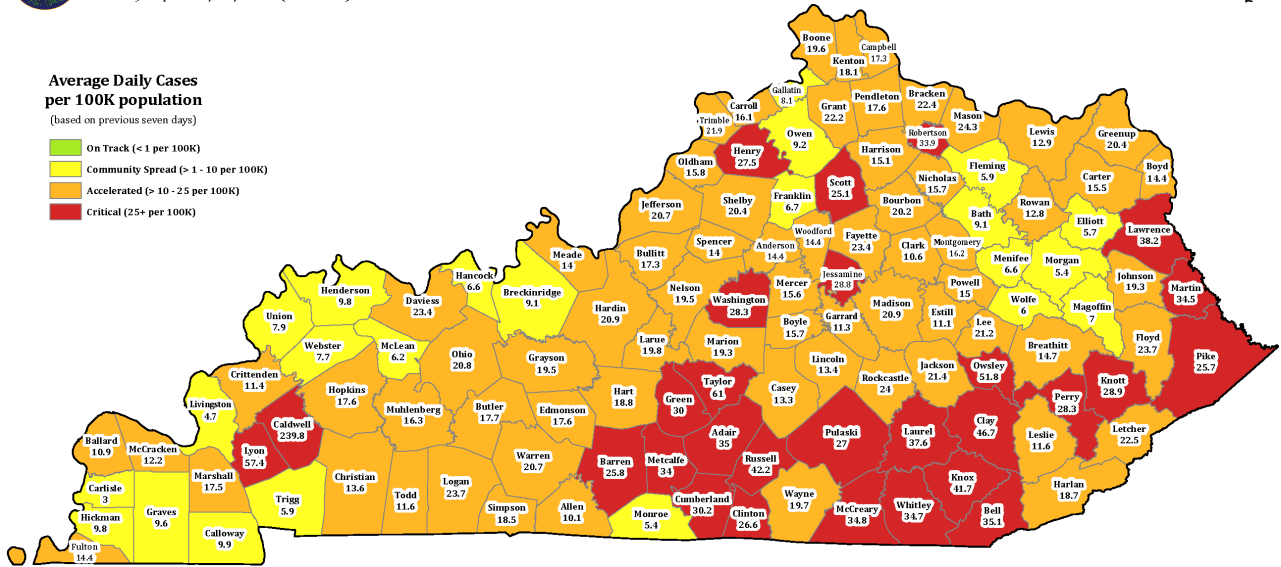 Average Daily Cases
per 100K population
(based on previous seven days)
On Track (< 1 per 100K)
Community Spread (> 1 - 10 per 100K)
Accelerated (> 10 - 25 per 100K)
Critical (25+ per 100K)
Boone
19.6
Kenton
18.1
Campbell
17.3
Gallatin
8.1
Carroll
16.1
Trimble
21.9
Grant
22.2
Pendleton
17.6
Bracken
22.4
Mason
24.3
Robertson
33.9
Lewis
12.9
Greenup
20.4
Owen
9.2
Henry
27.5
Oldham
15.8
Harrison
15.1
Fleming
5.9
Boyd
14.4
Carter
15.5
Nicholas
15.7
Scott
25.1
Franklin
6.7
Shelby
20.4
Jefferson
20.7
Bourbon
20.2
Rowan
12.8
Bath
9.1
Elliott
5.7
Lawrence
38.2
Woodford
14.4
Fayette
23.4
Clark
10.6
Montgomery
16.2
Anderson
14.4
Spencer
14
Bullitt
17.3
Meade
14
Menifee
6.6
Morgan
5.4
Johnson
19.3
Martin
34.5
Jessamine
28.8
Mercer
15.6
Nelson
19.5
Washington
28.3
Powell
15
Wolfe
6
Magoffin
7
Hancock
6.6
Breckinridge
9.1
Henderson
9.8
Daviess
23.4
Union
7.9
Hardin
20.9
Madison
20.9
Estill
11.1
Garrard
11.3
Boyle
15.7
Lee
21.2
Floyd
23.7
Breathitt
14.7
Pike
25.7
Webster
7.7
McLean
6.2
Ohio
20.8
Grayson
19.5
Larue
19.8
Marion
19.3
Lincoln
13.4
Rockcastle
24
Jackson
21.4
Owsley
51.8
Knott
28.9
Perry
28.3
Crittenden
11.4
Hopkins
17.6
Livingston
4.7
Muhlenberg
16.3
Butler
17.7
Edmonson
17.6
Hart
18.8
Green
30
Taylor
61
Casey
13.3
Caldwell
239.8
Lyon
57.4
Adair
35
Pulaski
27
Laurel
37.6
Clay
46.7
Leslie
11.6
Letcher
22.5
Ballard
10.9
McCracken
12.2
Marshall
17.5
Warren
20.7
Barren
25.8
Metcalfe
34
Russell
42.2
Knox
41.7
Harlan
18.7
Carlisle
3
Graves
9.6
Hickman
9.8
Calloway
9.9
Fulton
14.4
Trigg
5.9
Christian
13.6
Todd
11.6
Logan
23.7
Simpson
18.5
Allen
10.1
Monroe
5.4
Cumberland
30.2
Clinton
26.6
Wayne
19.7
McCreary
34.8
Whitley
34.7
Bell
35.1